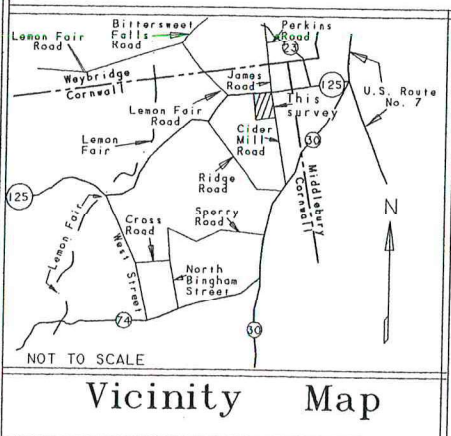 Bittersweet
Falls
Road
Lemon Fair
Road
Perkins
Road
23
Waybridge
Cornwall
James
Road
125
U.S. Route
No. 7
Lemon Fair
Road
This
survey
Lemon
Fair
Cider
Mill
Road
30
Ridge
Road
Middlebury
Cornwall
125
N
Lemon Fair
West Street
Cross
Road
Sperry
Road
North
Bingham
Street
74
30
NOT TO SCALE
Vicinity Map